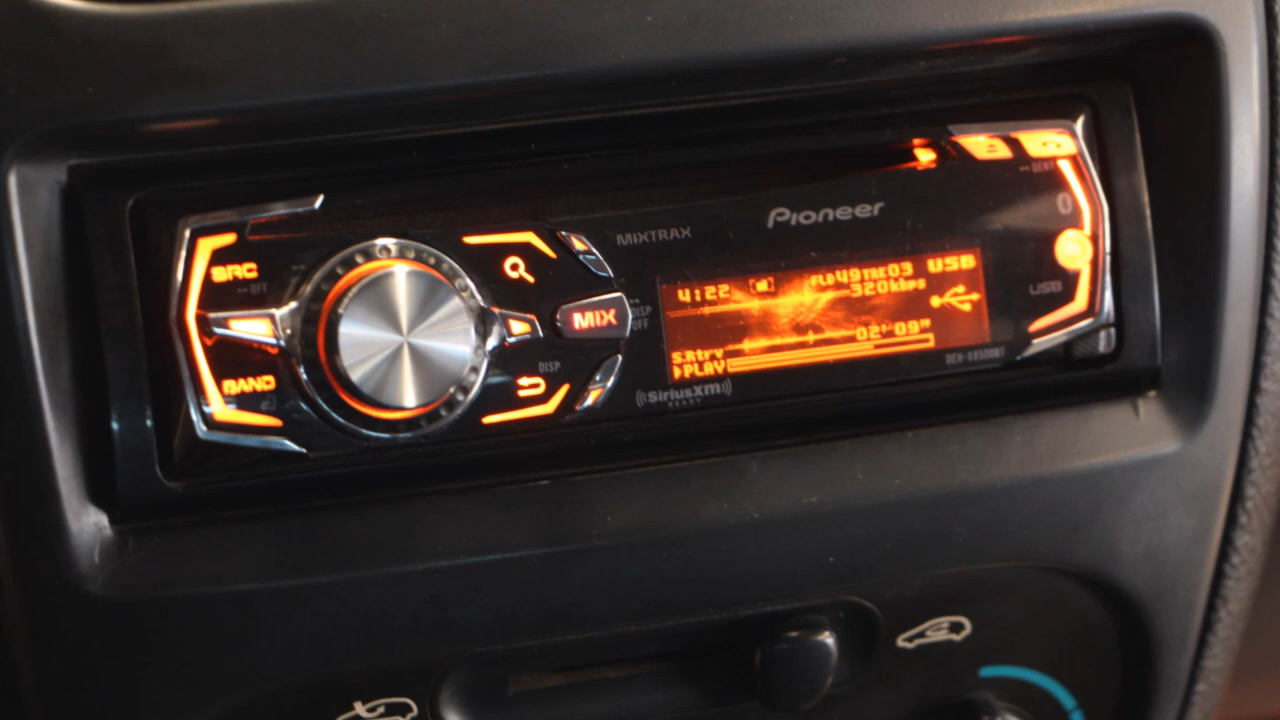 Pioneer
MIXTRAX
SRC
OFF
BAND
MIX
DISP
OFF
DISP
4:22
FLD49TRK03
USB
320kbps
02' 09"
S.Rtrv
PLAY
SiriusXM
READY
DEH-X8500BT
USB